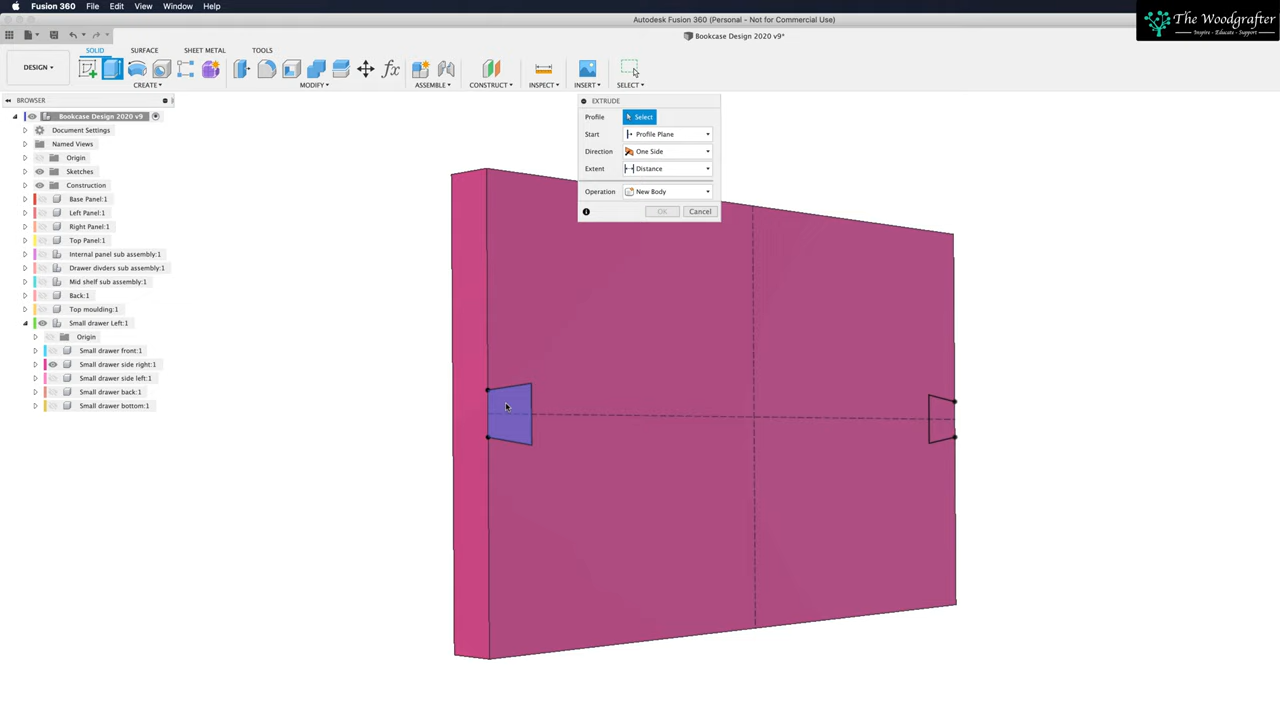 Fusion 360 File Edit View Window Help
Autodesk Fusion 360 (Personal - Not for Commercial Use)
The Woodgrafter
Inspire - Educate - Support
Bookcase Design 2020 v9*
SOLID SURFACE SHEET METAL TOOLS
DESIGN
CREATE MODIFY ASSEMBLE CONSTRUCT INSPECT INSERT SELECT
BROWSER
EXTRUDE
Bookcase Design 2020 v9
Profile Select
Document Settings
Start Profile Plane
Named Views
Direction One Side
Origin
Extent Distance
Sketches
Construction
Operation New Body
Base Panel:1
OK Cancel
Left Panel:1
Right Panel:1
Top Panel:1
Internal panel sub assembly:1
Drawer divders sub assembly:1
Mid shelf sub assembly:1
Back:1
Top moulding:1
Small drawer Left:1
Origin
Small drawer front:1
Small drawer side right:1
Small drawer side left:1
Small drawer back:1
Small drawer bottom:1